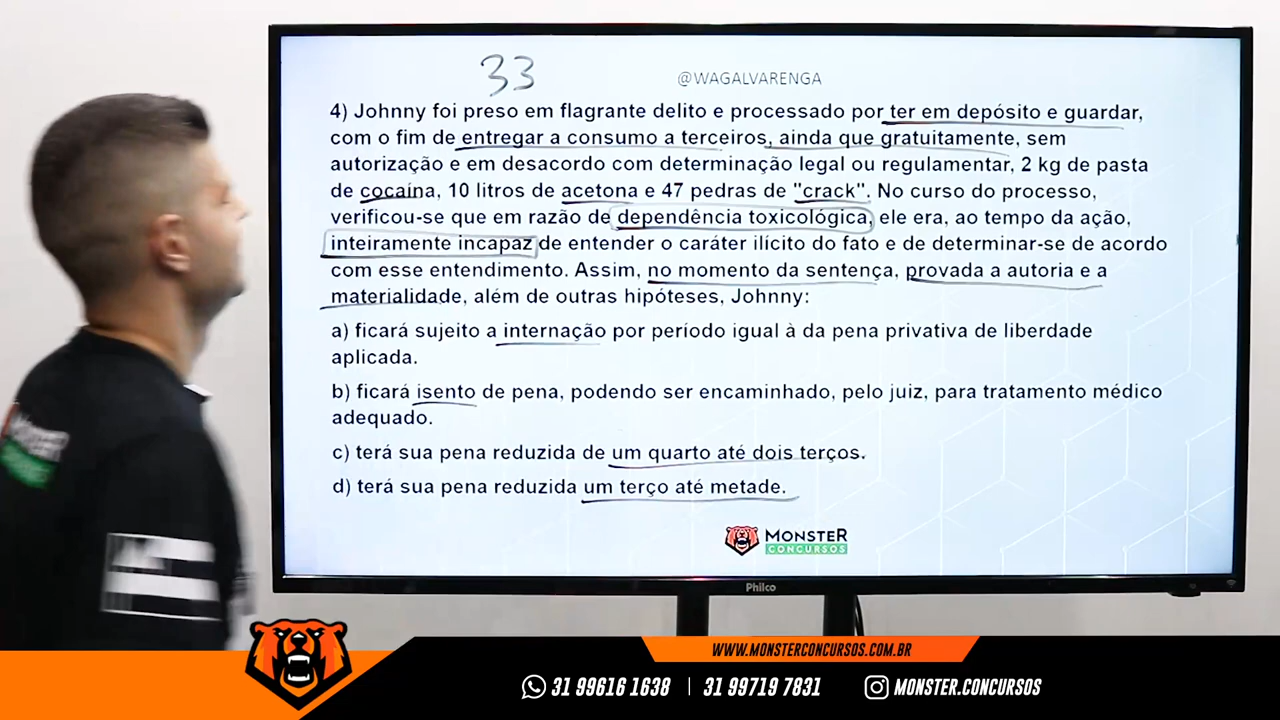 33
@WAGALVARENGA
4) Johnny foi preso em flagrante delito e processado por ter em depósito e guardar,
com o fim de entregar a consumo a terceiros, ainda que gratuitamente, sem
autorização e em desacordo com determinação legal ou regulamentar, 2 kg de pasta
de cocaína, 10 litros de acetona e 47 pedras de "crack". No curso do processo,
verificou-se que em razão de dependência toxicológica, ele era, ao tempo da ação,
inteiramente incapaz de entender o caráter ilícito do fato e de determinar-se de acordo
com esse entendimento. Assim, no momento da sentença, provada a autoria e a
materialidade, além de outras hipóteses, Johnny:
a) ficará sujeito a internação por período igual à da pena privativa de liberdade
aplicada.
b) ficará isento de pena, podendo ser encaminhado, pelo juiz, para tratamento médico
adequado.
c) terá sua pena reduzida de um quarto até dois terços.
d) terá sua pena reduzida um terço até metade.
MONSTER
CONCURSOS
Philco
MONSTER
WWW.MONSTERCONCURSOS.COM.BR
31 99616 1638 | 31 99719 7831 MONSTER.CONCURSOS